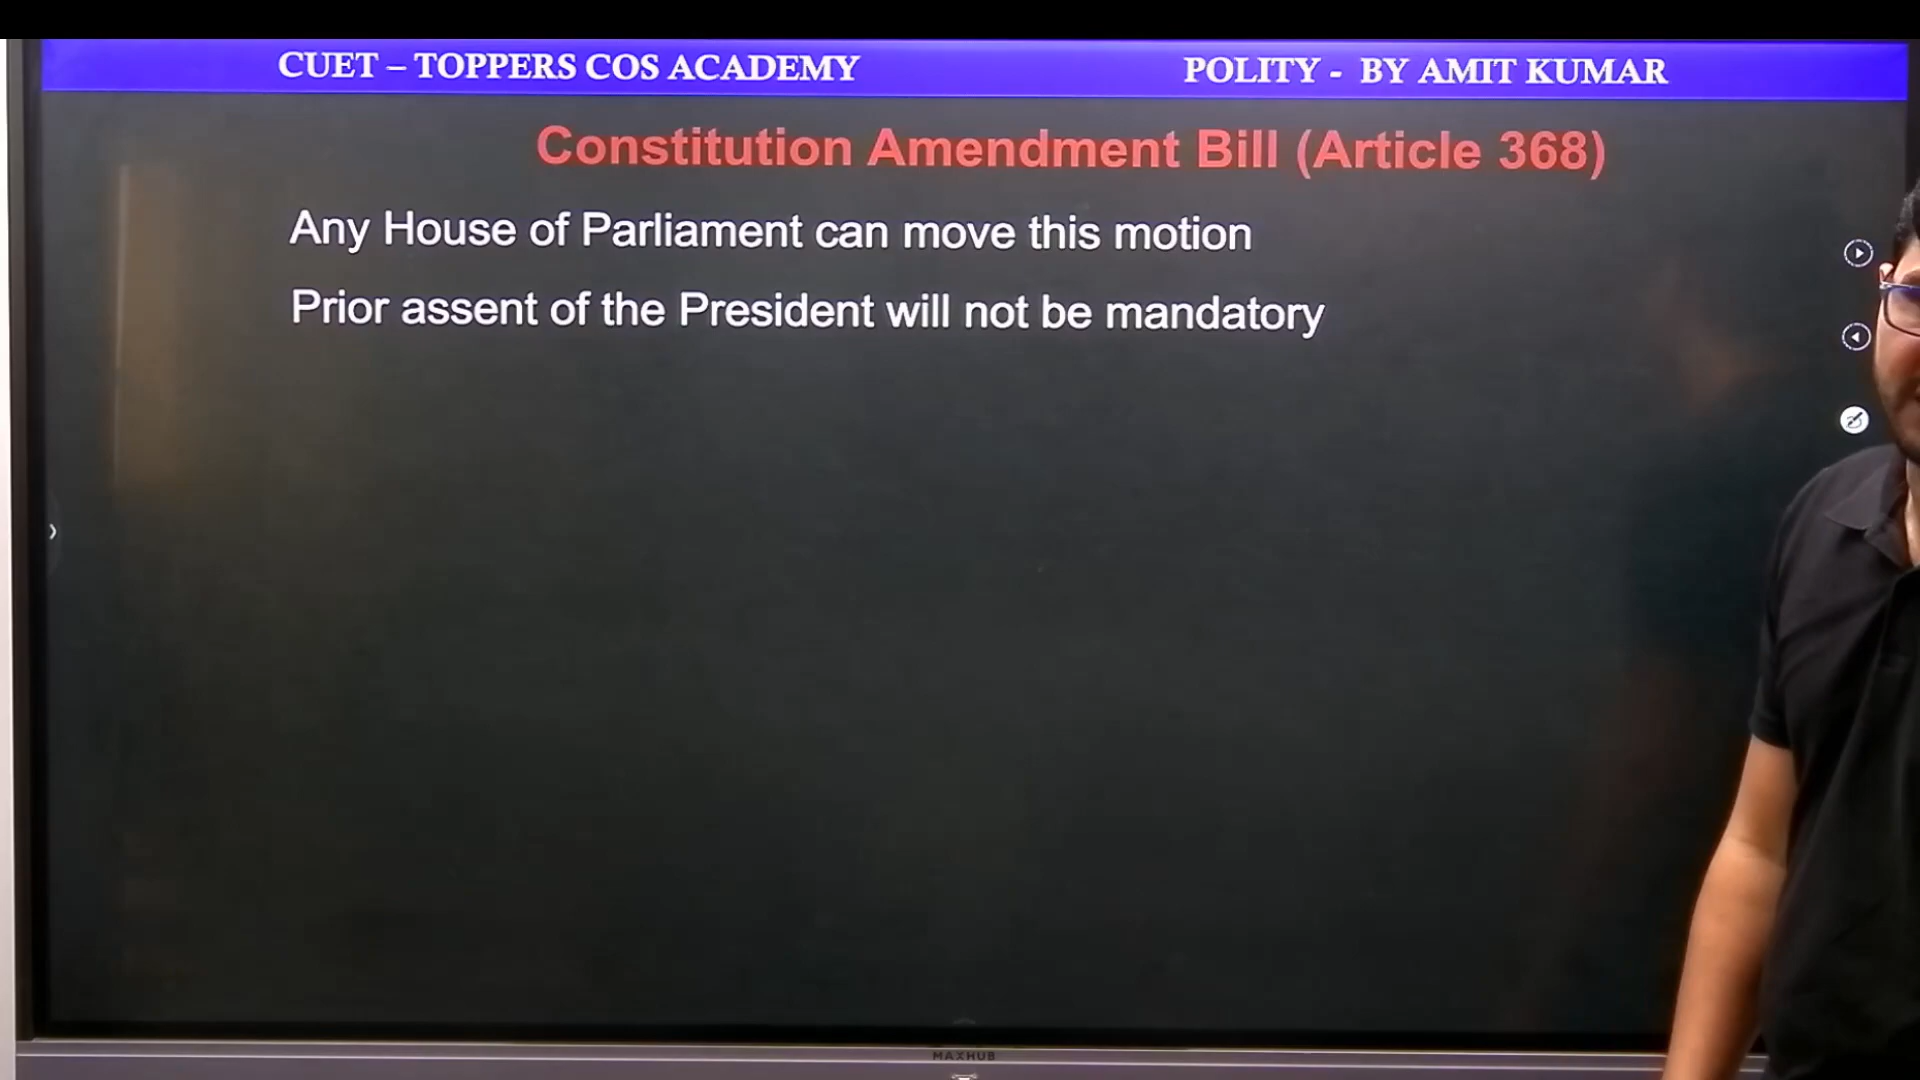 CUET – TOPPERS COS ACADEMY
POLITY - BY AMIT KUMAR
Constitution Amendment Bill (Article 368)
Any House of Parliament can move this motion
Prior assent of the President will not be mandatory
MAXHUB